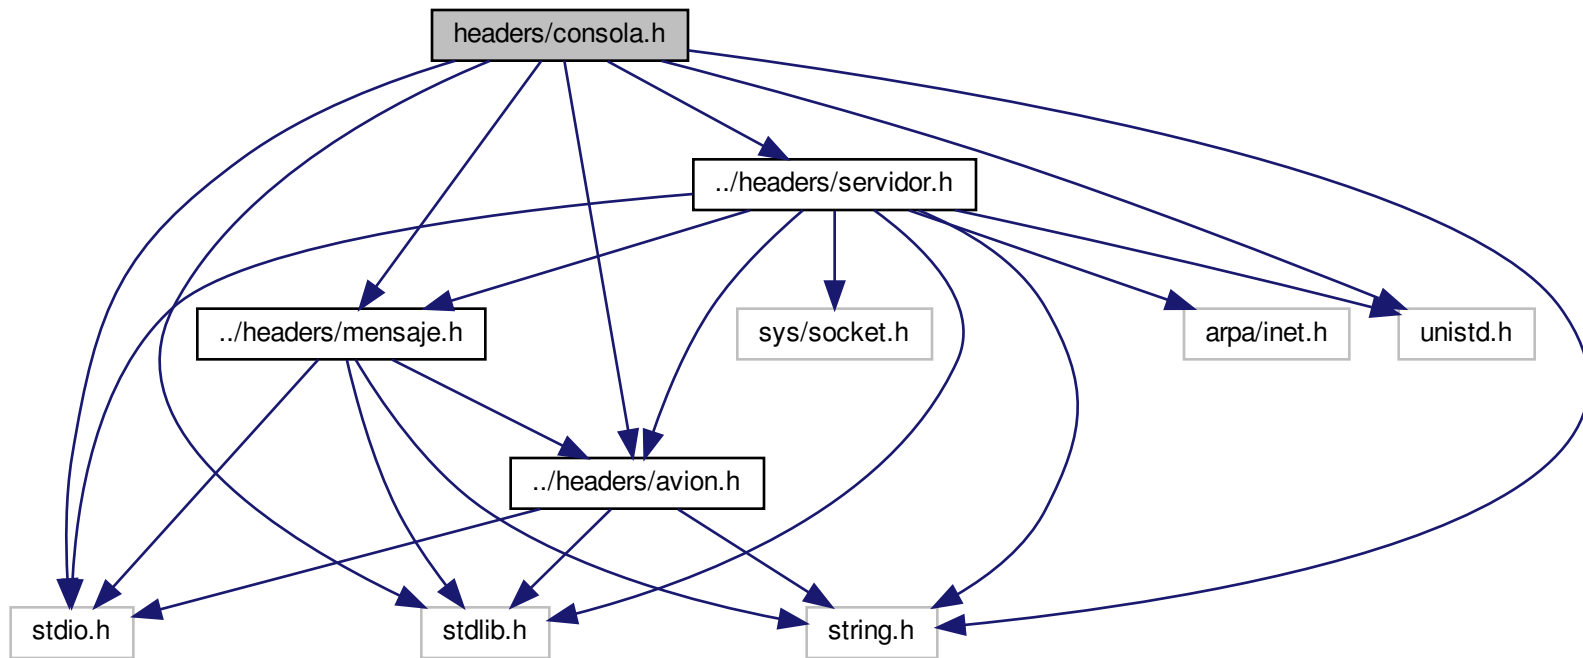 headers/consola.h
../headers/servidor.h
../headers/mensaje.h
sys/socket.h
arpa/inet.h
unistd.h
../headers/avion.h
stdio.h
stdlib.h
string.h